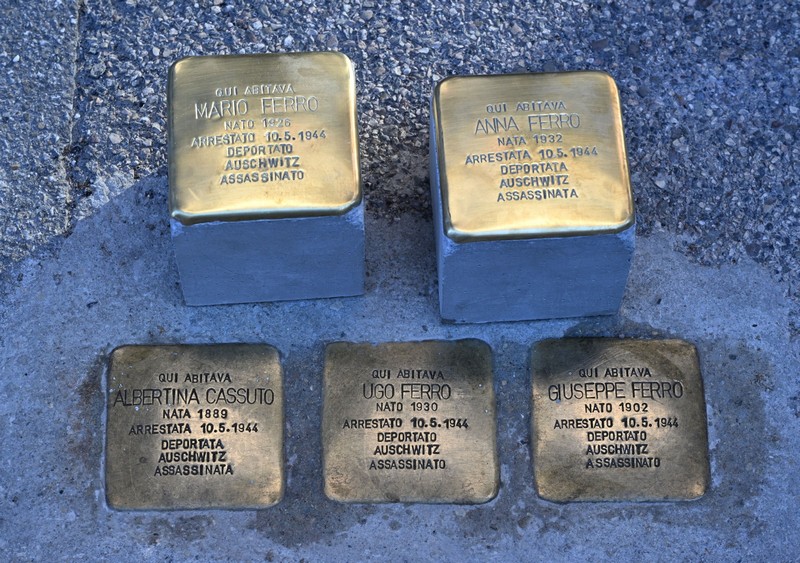 QUI ABITAVA
MARIO FERRO
NATO 1926
ARRESTATO 10.5.1944
DEPORTATO
AUSCHWITZ
ASSASSINATO
QUI ABITAVA
ANNA FERRO
NATA 1932
ARRESTATA 10.5.1944
DEPORTATA
AUSCHWITZ
ASSASSINATA
QUI ABITAVA
ALBERTINA CASSUTO
NATA 1889
ARRESTATA 10.5.1944
DEPORTATA
AUSCHWITZ
ASSASSINATA
QUI ABITAVA
UGO FERRO
NATO 1930
ARRESTATO 10.5.1944
DEPORTATO
AUSCHWITZ
ASSASSINATO
QUI ABITAVA
GIUSEPPE FERRO
NATO 1902
ARRESTATO 10.5.1944
DEPORTATO
AUSCHWITZ
ASSASSINATO